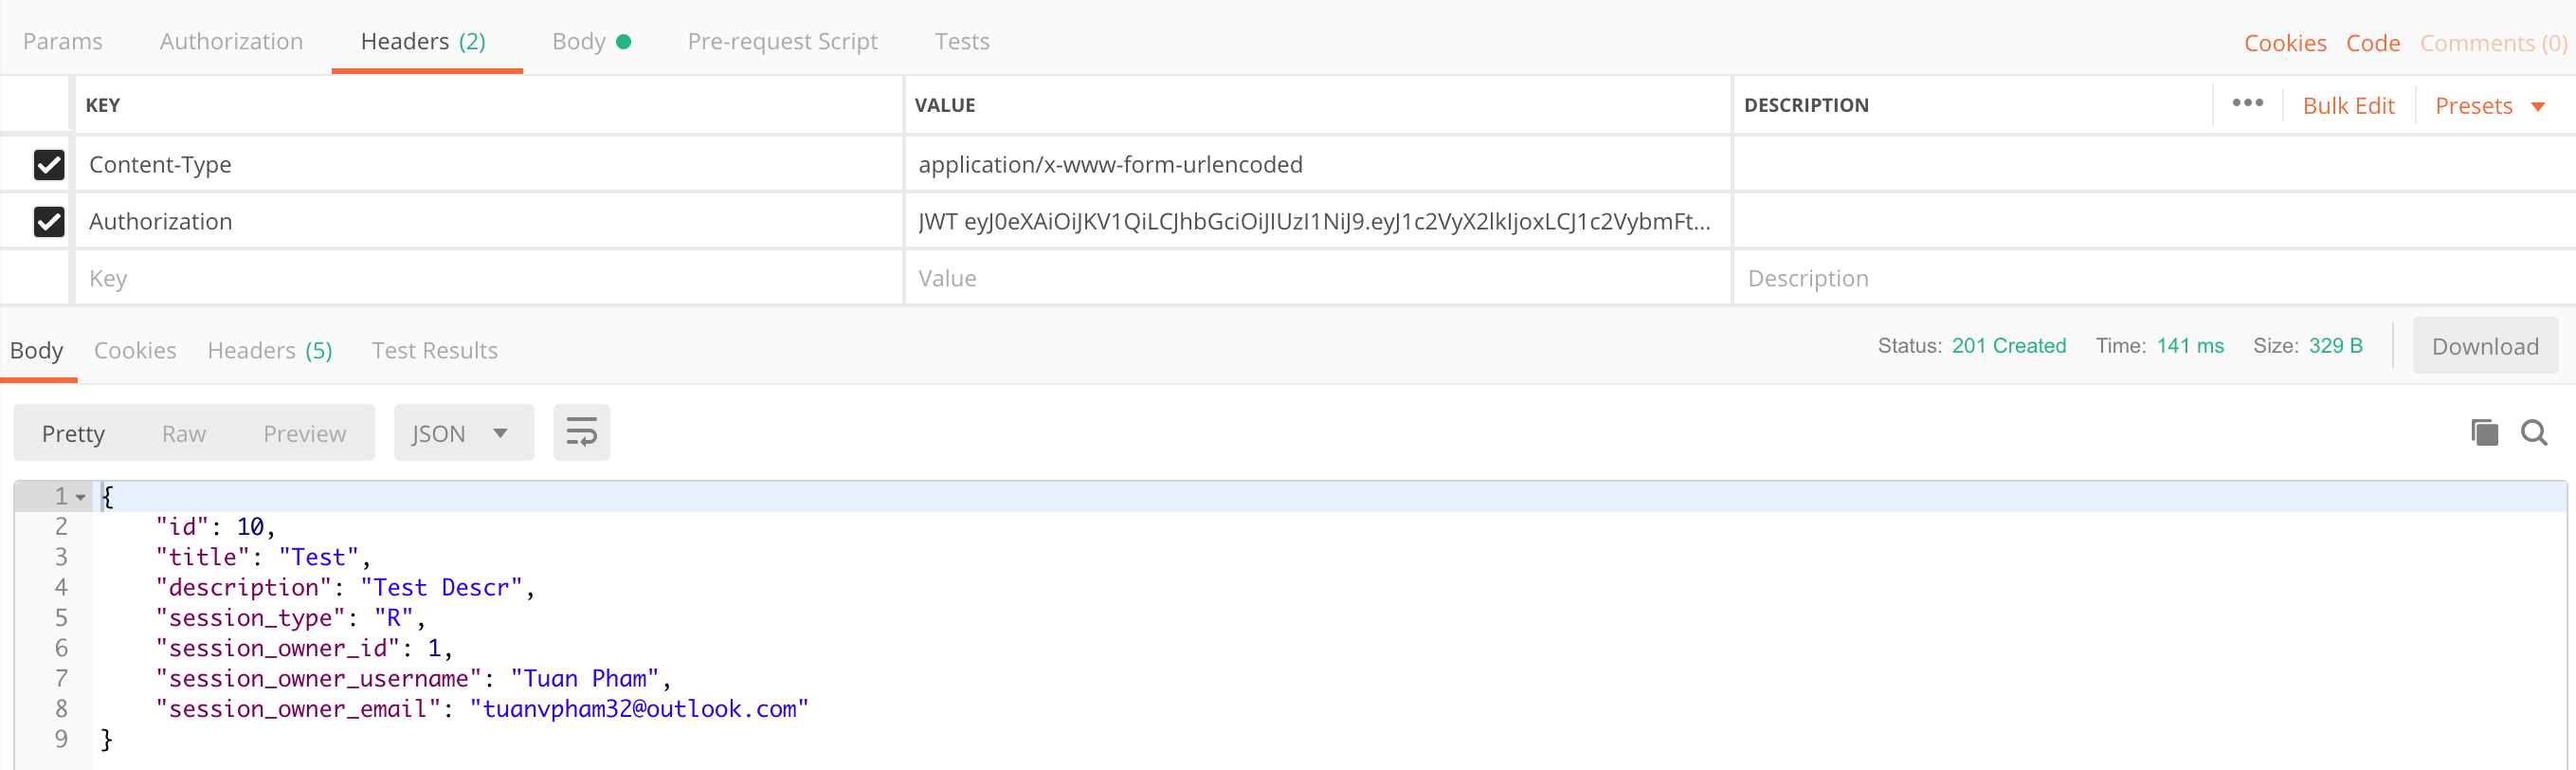 Params Authorization Headers (2) Body Pre-request Script Tests Cookies Code Comments (0)
KEY VALUE DESCRIPTION ••• Bulk Edit Presets
Content-Type application/x-www-form-urlencoded
Authorization JWT eyJ0eXAiOiJKV1QiLCJhbGciOiJIUzI1NiJ9.eyJ1c2VyX2lkIjoxLCJ1c2VybmFt...
Key Value Description
Body Cookies Headers (5) Test Results Status: 201 Created Time: 141 ms Size: 329 B Download
Pretty Raw Preview JSON
1 {
2 "id": 10,
3 "title": "Test",
4 "description": "Test Descr",
5 "session_type": "R",
6 "session_owner_id": 1,
7 "session_owner_username": "Tuan Pham",
8 "session_owner_email": "tuanvpham32@outlook.com"
9 }